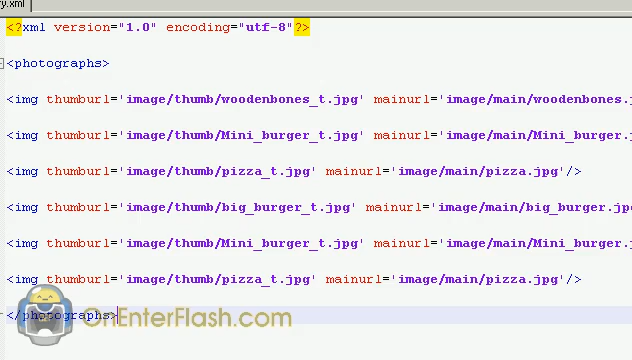 ry.xml
<?xml version="1.0" encoding="utf-8"?>
<photographs>
<img thumburl='image/thumb/woodenbones_t.jpg' mainurl='image/main/woodenbones.
<img thumburl='image/thumb/Mini_burger_t.jpg' mainurl='image/main/Mini_burger.
<img thumburl='image/thumb/pizza_t.jpg' mainurl='image/main/pizza.jpg'/>
<img thumburl='image/thumb/big_burger_t.jpg' mainurl='image/main/big_burger.jp
<img thumburl='image/thumb/Mini_burger_t.jpg' mainurl='image/main/Mini_burger.
<img thumburl='image/thumb/pizza_t.jpg' mainurl='image/main/pizza.jpg'/>
</photographs>
OnEnterFlash.com